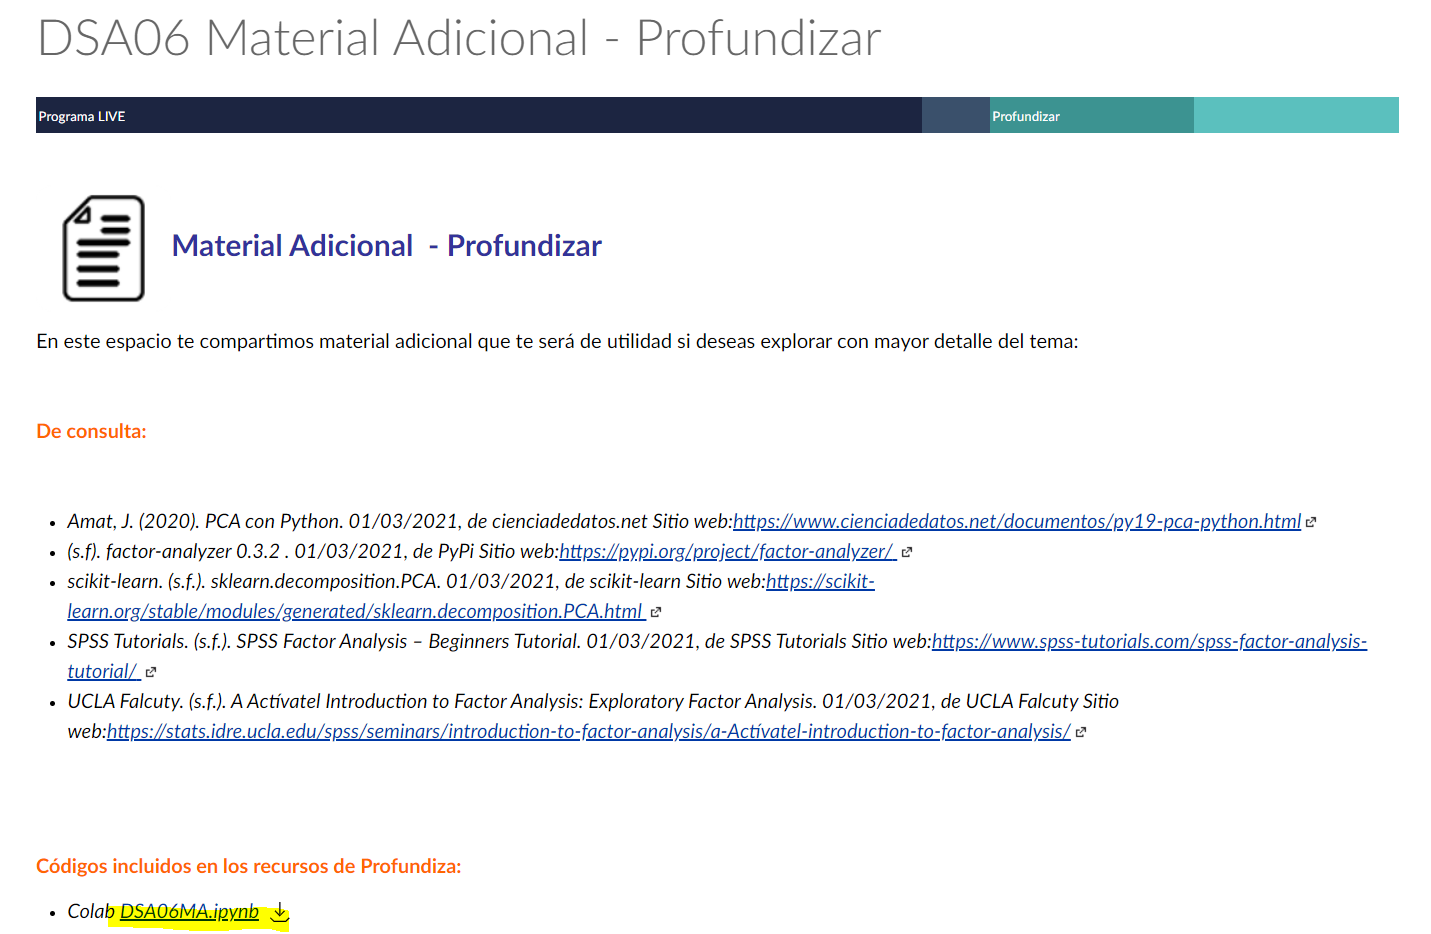 DSA06 Material Adicional - Profundizar
Programa LIVE
Profundizar
Material Adicional - Profundizar
En este espacio te compartimos material adicional que te será de utilidad si deseas explorar con mayor detalle del tema:
De consulta:
• Amat, J. (2020). PCA con Python. 01/03/2021, de cienciadedatos.net Sitio web:https://www.cienciadedatos.net/documentos/py19-pca-python.html
• (s.f). factor-analyzer 0.3.2 . 01/03/2021, de PyPi Sitio web:https://pypi.org/project/factor-analyzer/
• scikit-learn. (s.f.). sklearn.decomposition.PCA. 01/03/2021, de scikit-learn Sitio web:https://scikit-
learn.org/stable/modules/generated/sklearn.decomposition.PCA.html
• SPSS Tutorials. (s.f.). SPSS Factor Analysis – Beginners Tutorial. 01/03/2021, de SPSS Tutorials Sitio web:https://www.spss-tutorials.com/spss-factor-analysis-
tutorial/
• UCLA Falcuty. (s.f.). A Actívatel Introduction to Factor Analysis: Exploratory Factor Analysis. 01/03/2021, de UCLA Falcuty Sitio
web:https://stats.idre.ucla.edu/spss/seminars/introduction-to-factor-analysis/a-Actívatel-introduction-to-factor-analysis/
Códigos incluidos en los recursos de Profundiza:
• Colab DSA06MA.ipynb